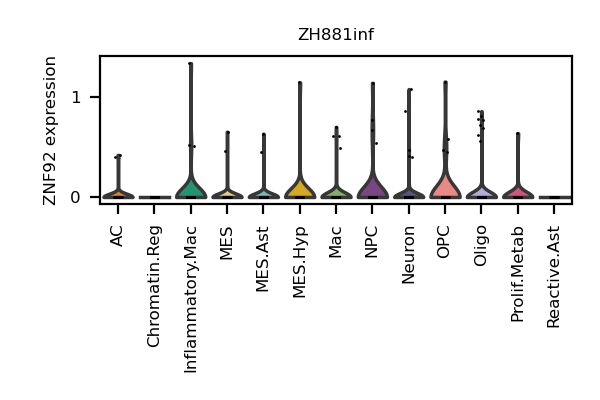 ZH881inf
ZNF92 expression
1
0
AC
Chromatin.Reg
Inflammatory.Mac
MES
MES.Ast
MES.Hyp
Mac
NPC
Neuron
OPC
Oligo
Prolif.Metab
Reactive.Ast